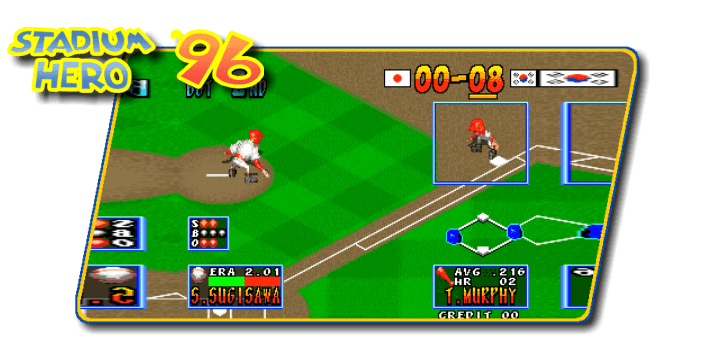 STADIUM
HERO '96
00-08
S
B
O
ERA 2.01
S.SUGISAWA
AVG .216
HR 02
T.MURPHY
CREDIT 00